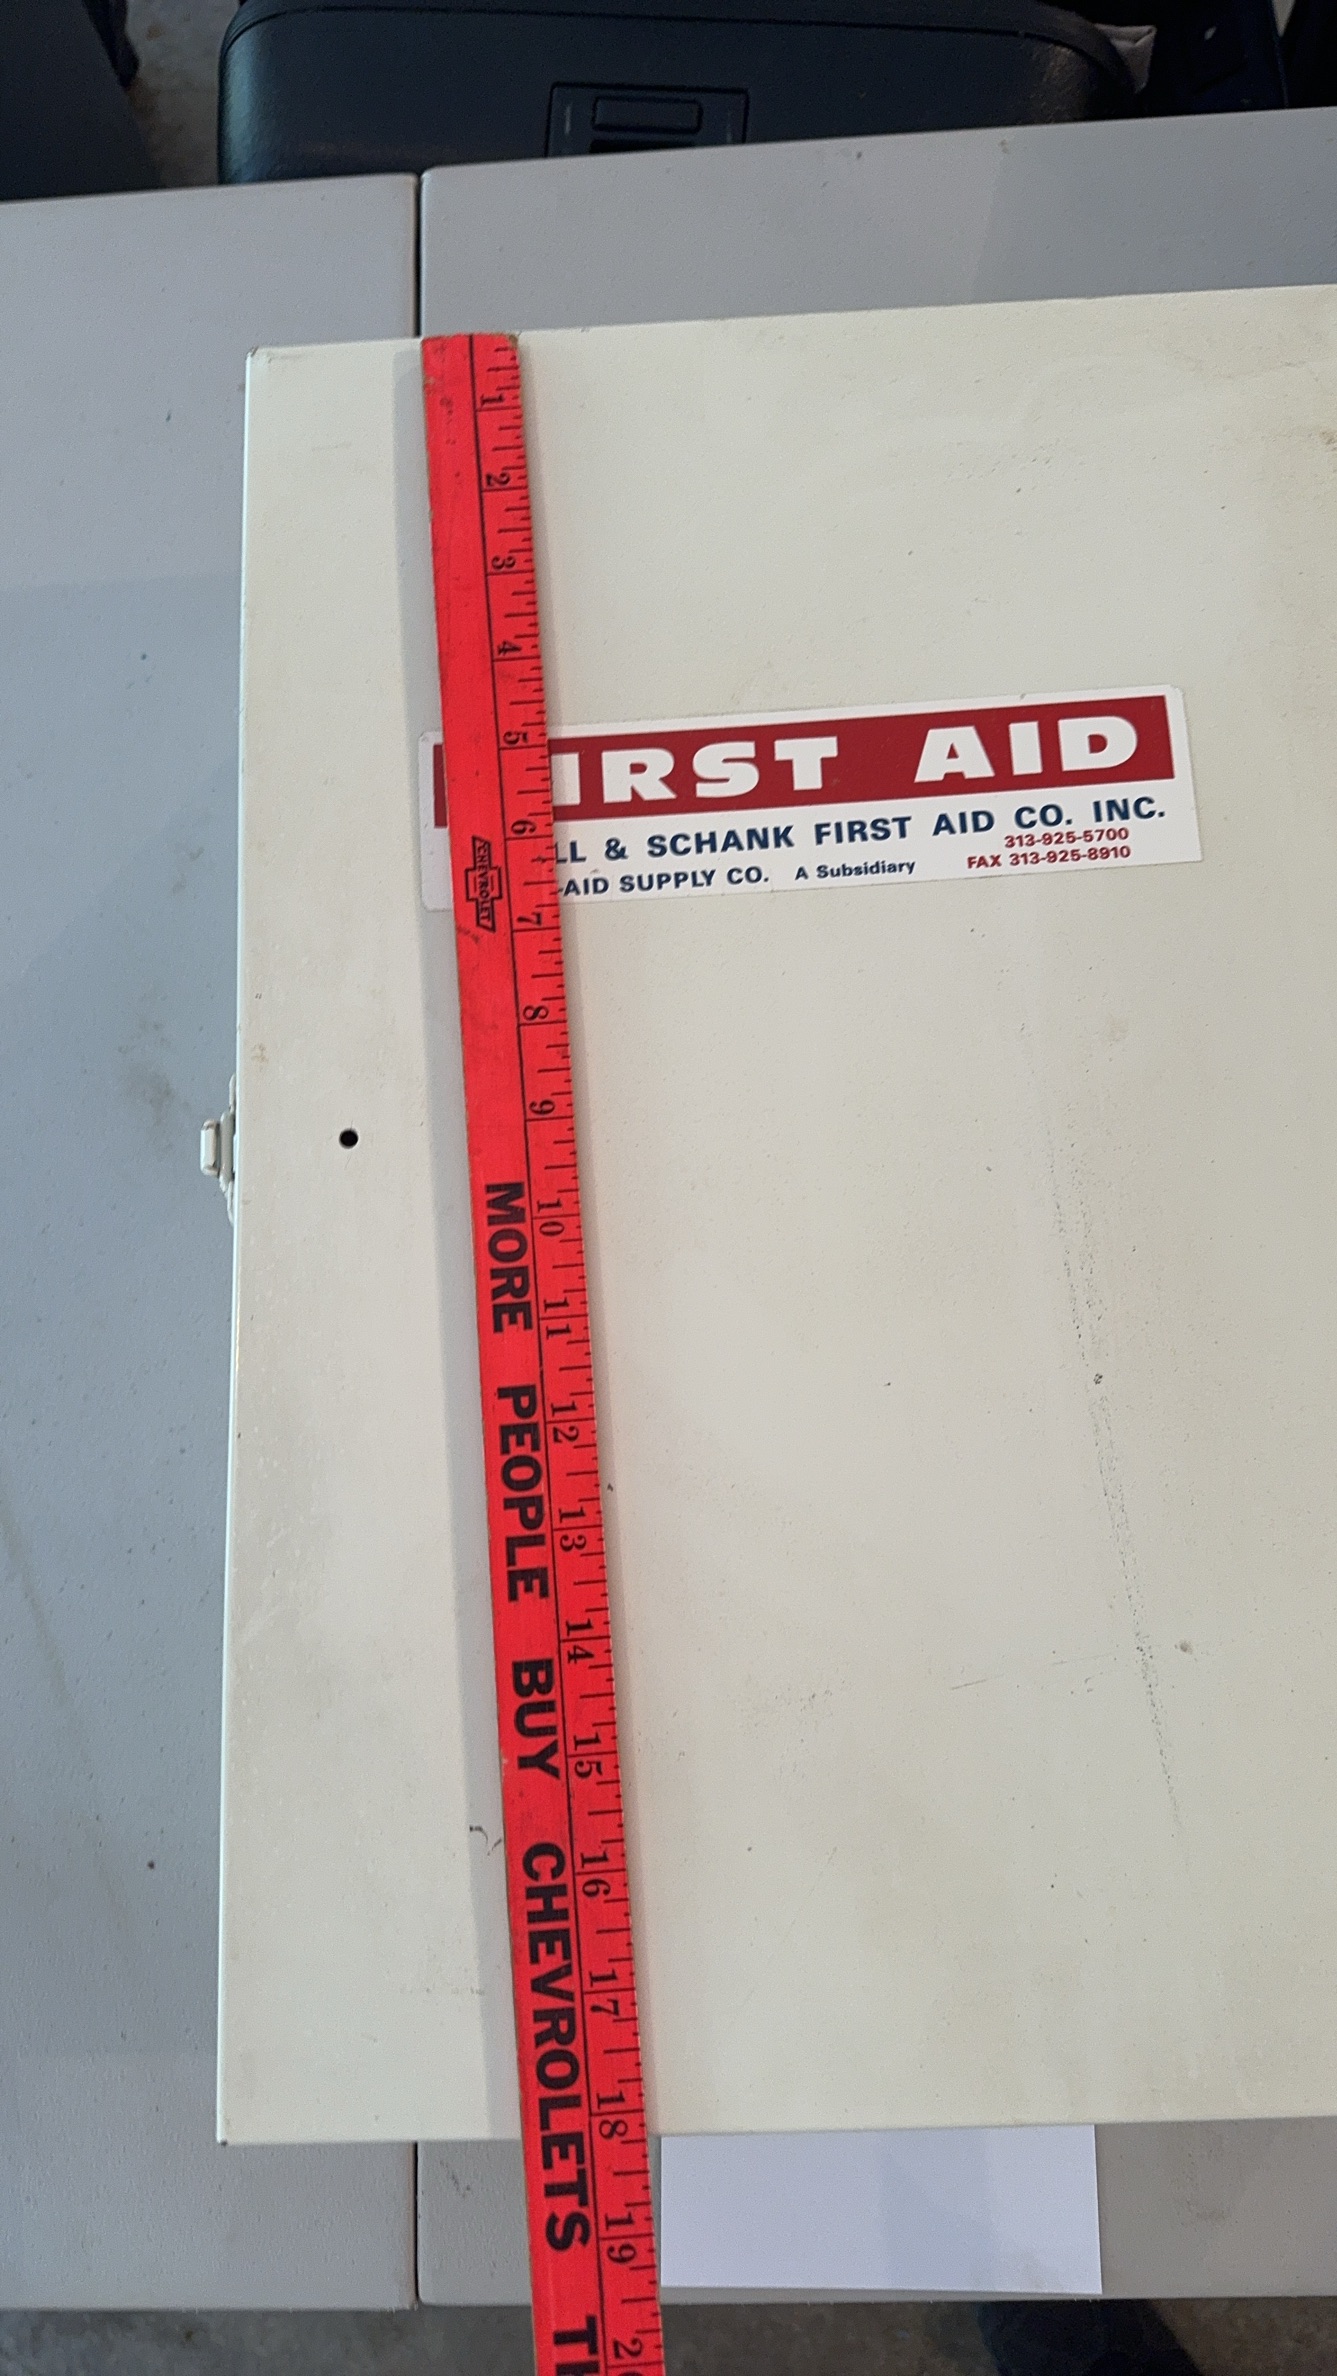 FIRST AID
LL & SCHANK FIRST AID CO. INC.
313-925-5700
-AID SUPPLY CO. A Subsidiary
FAX 313-925-8910
1 2 3 4 5 6 7 8 9 10 11 12 13 14 15 16 17 18 19
CHEVROLET
MORE PEOPLE BUY CHEVROLETS